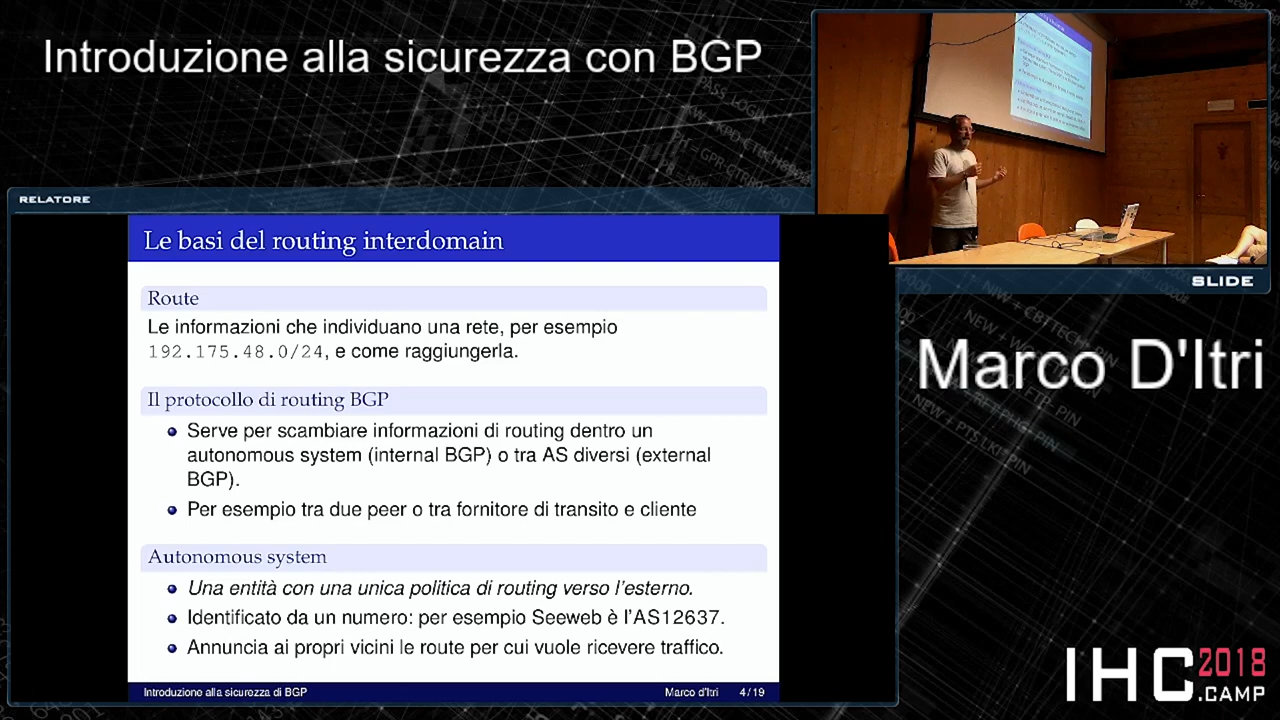 Introduzione alla sicurezza con BGP
RELATORE
Le basi del routing interdomain
Route
Le informazioni che individuano una rete, per esempio
192.175.48.0/24, e come raggiungerla.
Il protocollo di routing BGP
Serve per scambiare informazioni di routing dentro un
autonomous system (internal BGP) o tra AS diversi (external
BGP).
Per esempio tra due peer o tra fornitore di transito e cliente
Autonomous system
Una entità con una unica politica di routing verso l'esterno.
Identificato da un numero: per esempio Seeweb è l'AS12637.
Annuncia ai propri vicini le route per cui vuole ricevere traffico.
Introduzione alla sicurezza di BGP
Marco d'Itri 4/19
SLIDE
Marco D'Itri
IHC 2018
.CAMP